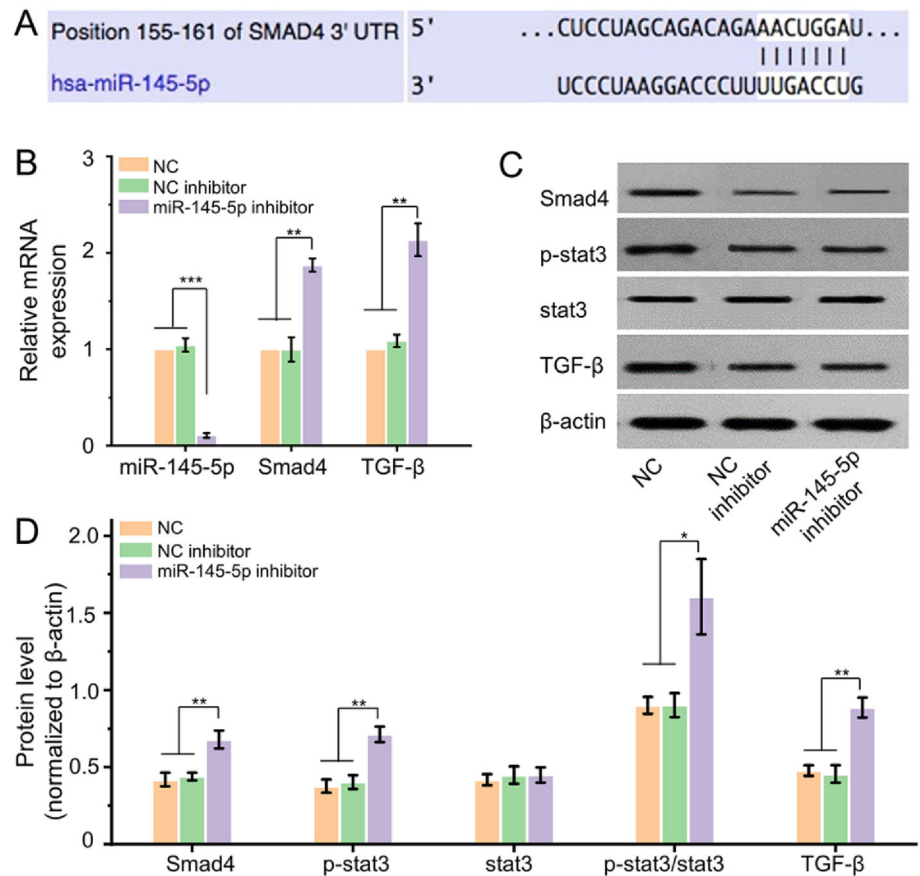 A
Position 155-161 of SMAD4 3' UTR 5' ...CUCCUAGCAGACAGAAACUGGAU...
hsa-miR-145-5p 3' UCCCUAAGGACCCUUUUGACCUG
B
NC
NC inhibitor
miR-145-5p inhibitor
Relative mRNA
expression
3
2
1
0
***
**
**
miR-145-5p Smad4 TGF-β
C
Smad4
p-stat3
stat3
TGF-β
β-actin
NC
NC
inhibitor
miR-145-5p
inhibitor
D
NC
NC inhibitor
miR-145-5p inhibitor
Protein level
(normalized to β-actin)
2.0
1.5
1.0
0.5
0
**
**
*
**
Smad4 p-stat3 stat3 p-stat3/stat3 TGF-β